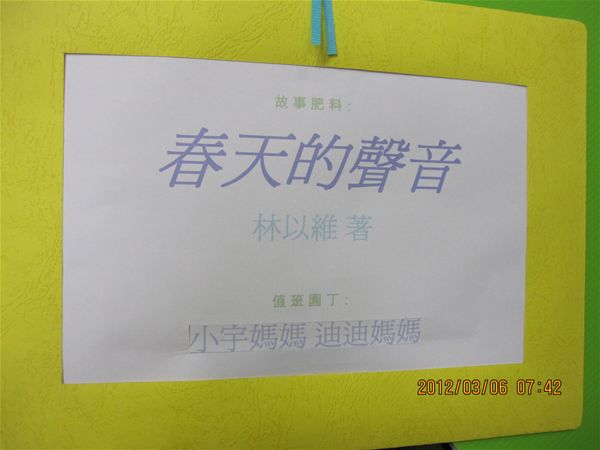 故事肥料:
春天的聲音
林以維 著
值班園丁:
小宇媽媽 迪迪媽媽
2012/03/06 07:42